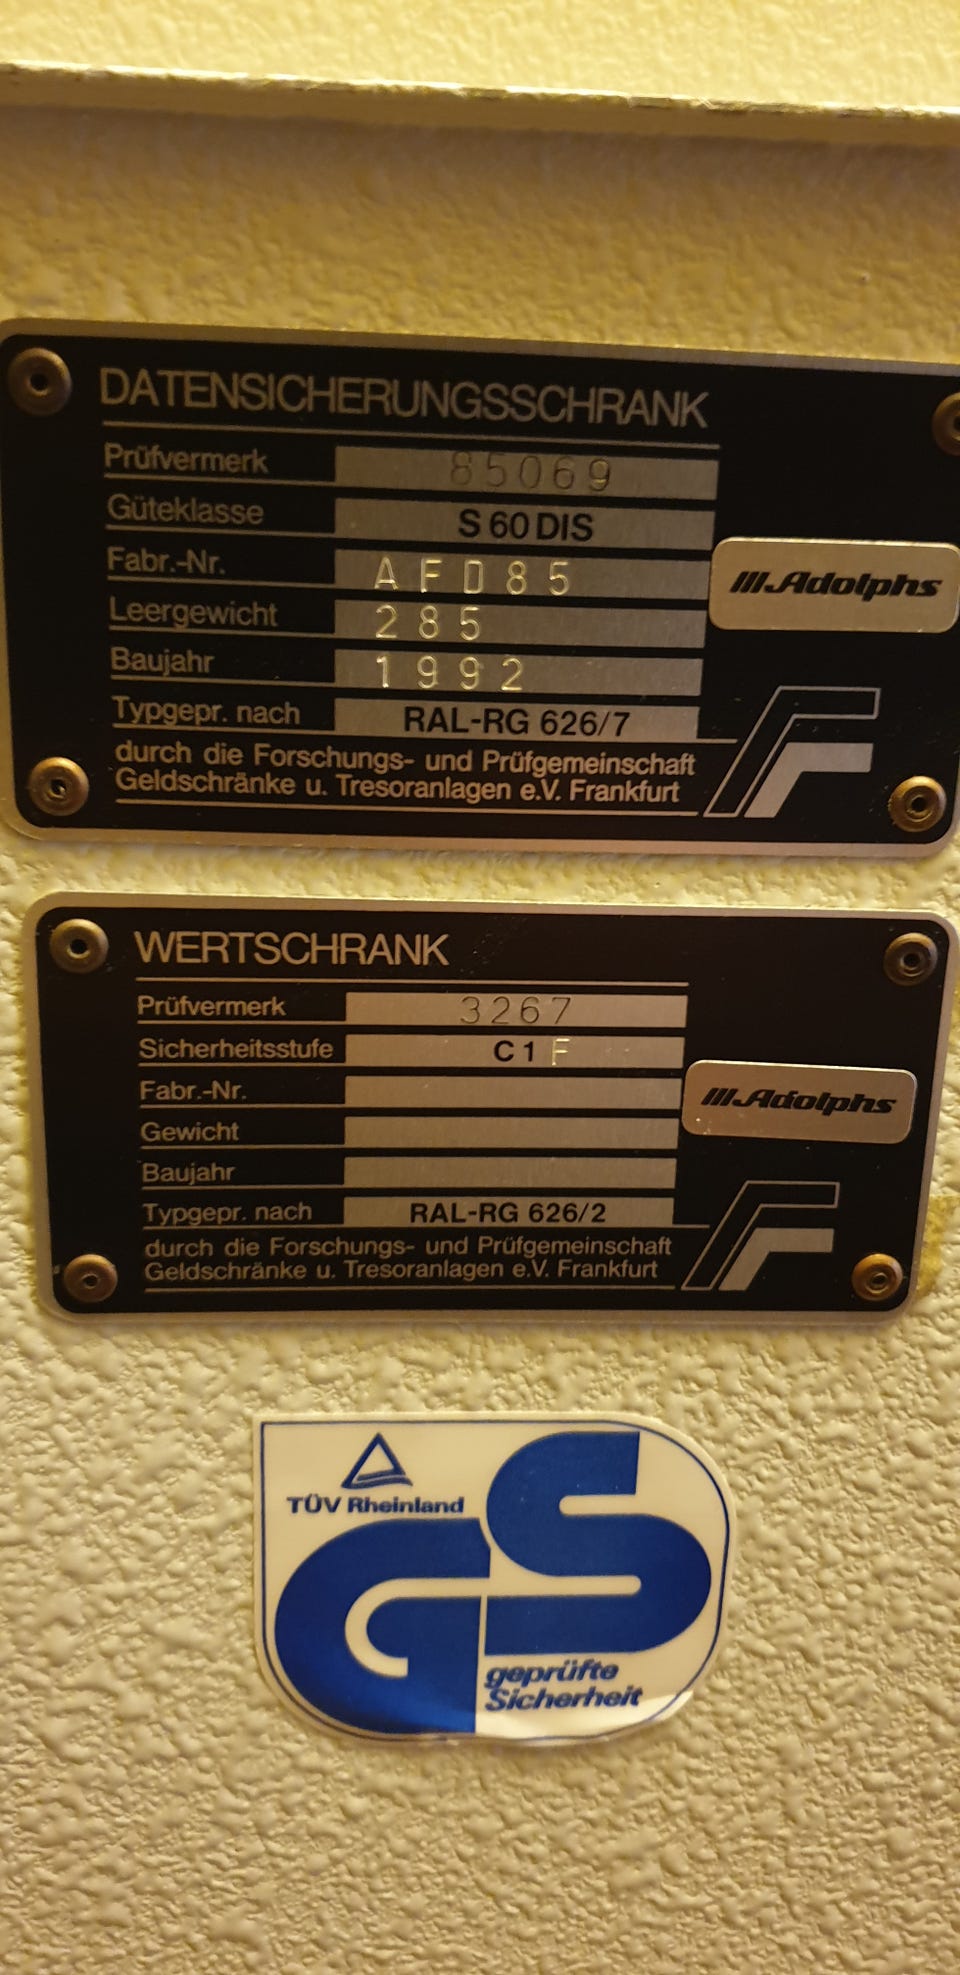 DATENSICHERUNGSSCHRANK
Prüfvermerk 85069
Güteklasse S 60 DIS
Fabr.-Nr. AFD85
Leergewicht 285
Baujahr 1992
Typgepr. nach RAL-RG 626/7
durch die Forschungs- und Prüfgemeinschaft
Geldschränke u. Tresoranlagen e.V. Frankfurt
Adolphs
WERTSCHRANK
Prüfvermerk 3267
Sicherheitsstufe C1 F
Fabr.-Nr.
Gewicht
Baujahr
Typgepr. nach RAL-RG 626/2
durch die Forschungs- und Prüfgemeinschaft
Geldschränke u. Tresoranlagen e.V. Frankfurt
Adolphs
TÜV Rheinland
GS
geprüfte
Sicherheit